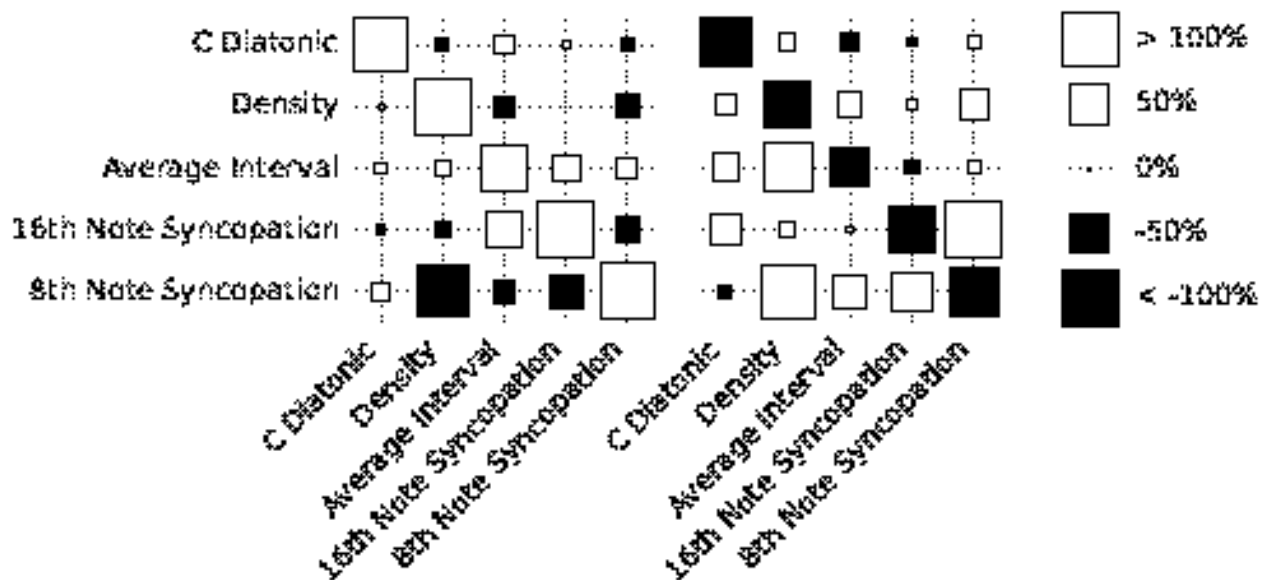 C Diatonic
Density
Average Interval
16th Note Syncopation
8th Note Syncopation
C Diatonic
Density
Average Interval
16th Note Syncopation
8th Note Syncopation
C Diatonic
Density
Average Interval
16th Note Syncopation
8th Note Syncopation
> 100%
50%
0%
-50%
< -100%